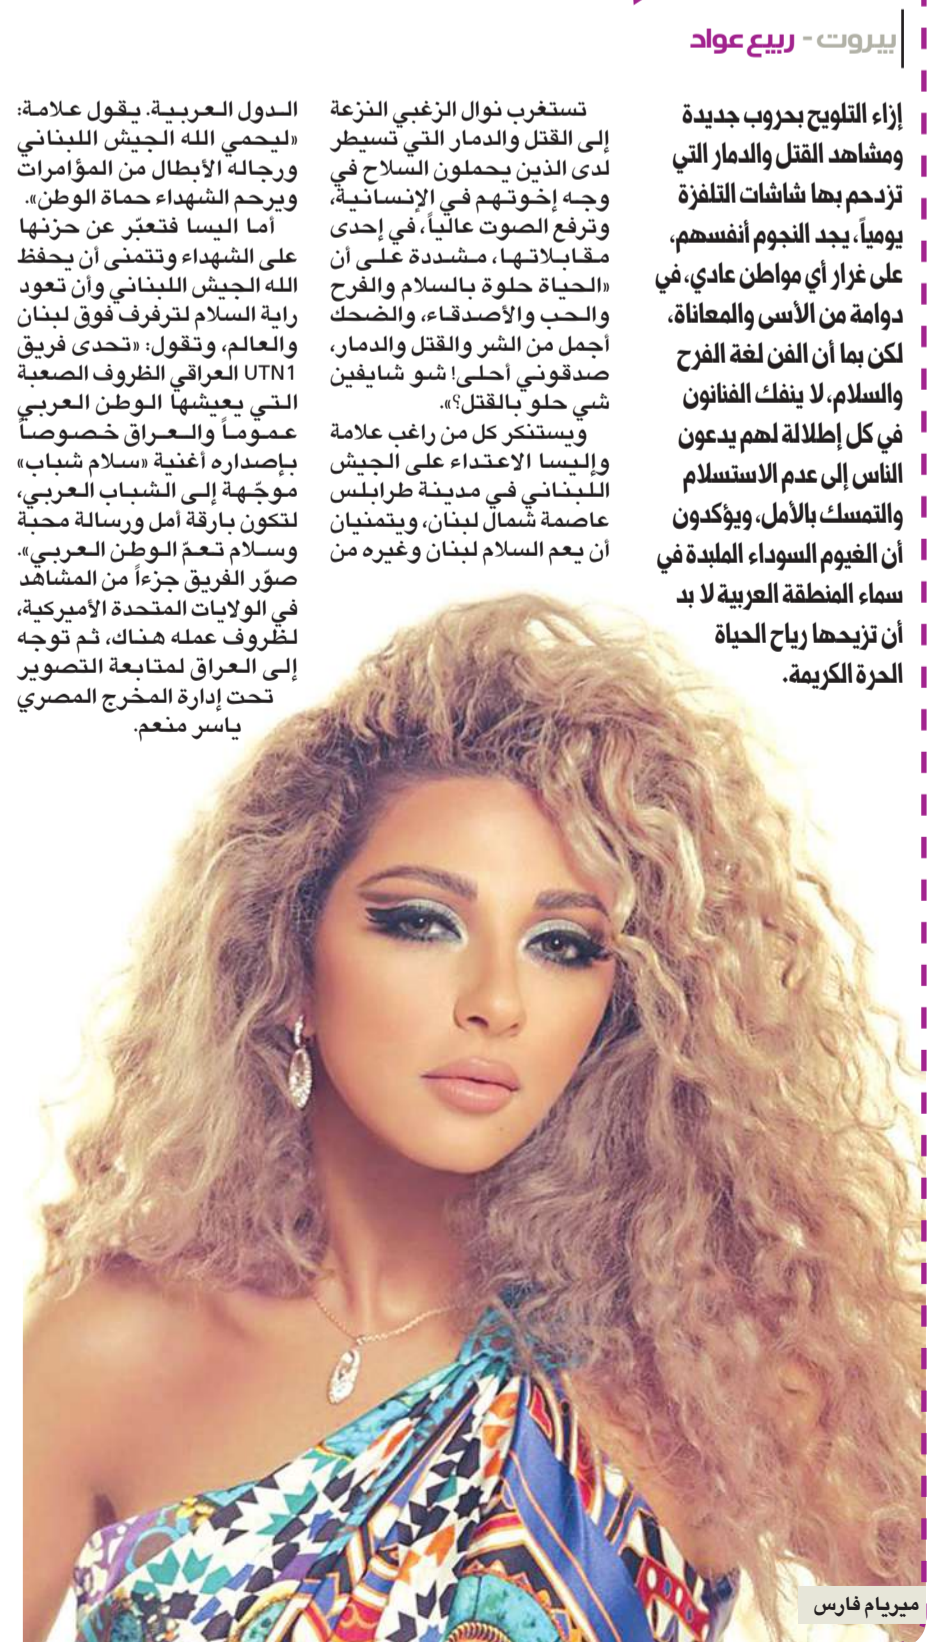 بيروت - ربيع عواد
إزاء التلويح بحروب جديدة
ومشاهد القتل والدمار التي
تزدحم بها شاشات التلفزة
يومياً، يجد النجوم أنفسهم،
على غرار أي مواطن عادي، في
دوامة من الأسى والمعاناة،
لكن بما أن الفن لغة الفرح
والسلام، لا ينفك الفنانون
في كل إطلالة لهم يدعون
الناس إلى عدم الاستسلام
والتمسك بالأمل، ويؤكدون
أن الغيوم السوداء الملبدة في
سماء المنطقة العربية لا بد
أن تزيحها رياح الحياة
الحرة الكريمة.
تستغرب نوال الزغبي النزعة
إلى القتل والدمار التي تسيطر
لدى الذين يحملون السلاح في
وجه إخوتهم في الإنسانية،
وترفع الصوت عالياً، في إحدى
مقابلاتها، مشددة على أن
«الحياة حلوة بالسلام والفرح
والحب والأصدقاء، والضحك
أجمل من الشر والقتل والدمار،
صدقوني أحلى! شو شايفين
شي حلو بالقتل؟».
ويستنكر كل من راغب علامة
وإليسا الاعتداء على الجيش
اللبناني في مدينة طرابلس
عاصمة شمال لبنان، ويتمنيان
أن يعم السلام لبنان وغيره من
الدول العربية. يقول علامة:
«ليحمي الله الجيش اللبناني
ورجاله الأبطال من المؤامرات
ويرحم الشهداء حماة الوطن».
أما اليسا فتعبّر عن حزنها
على الشهداء وتتمنى أن يحفظ
الله الجيش اللبناني وأن تعود
راية السلام لترفرف فوق لبنان
والعالم، وتقول: «تحدى فريق
UTN1 العراقي الظروف الصعبة
التي يعيشها الوطن العربي
عموماً والعراق خصوصاً
بإصداره أغنية «سلام شباب»
موجّهة إلى الشباب العربي،
لتكون بارقة أمل ورسالة محبة
وسلام تعمّ الوطن العربي».
صوّر الفريق جزءاً من المشاهد
في الولايات المتحدة الأميركية،
لظروف عمله هناك، ثم توجه
إلى العراق لمتابعة التصوير
تحت إدارة المخرج المصري
ياسر منعم.
ميريام فارس